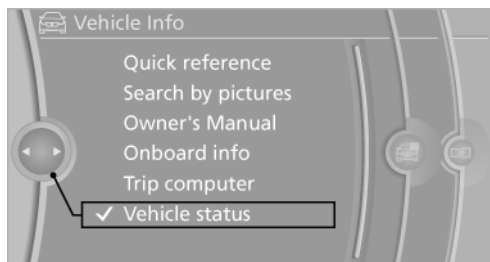 Vehicle Info
Quick reference
Search by pictures
Owner's Manual
Onboard info
Trip computer
Vehicle status